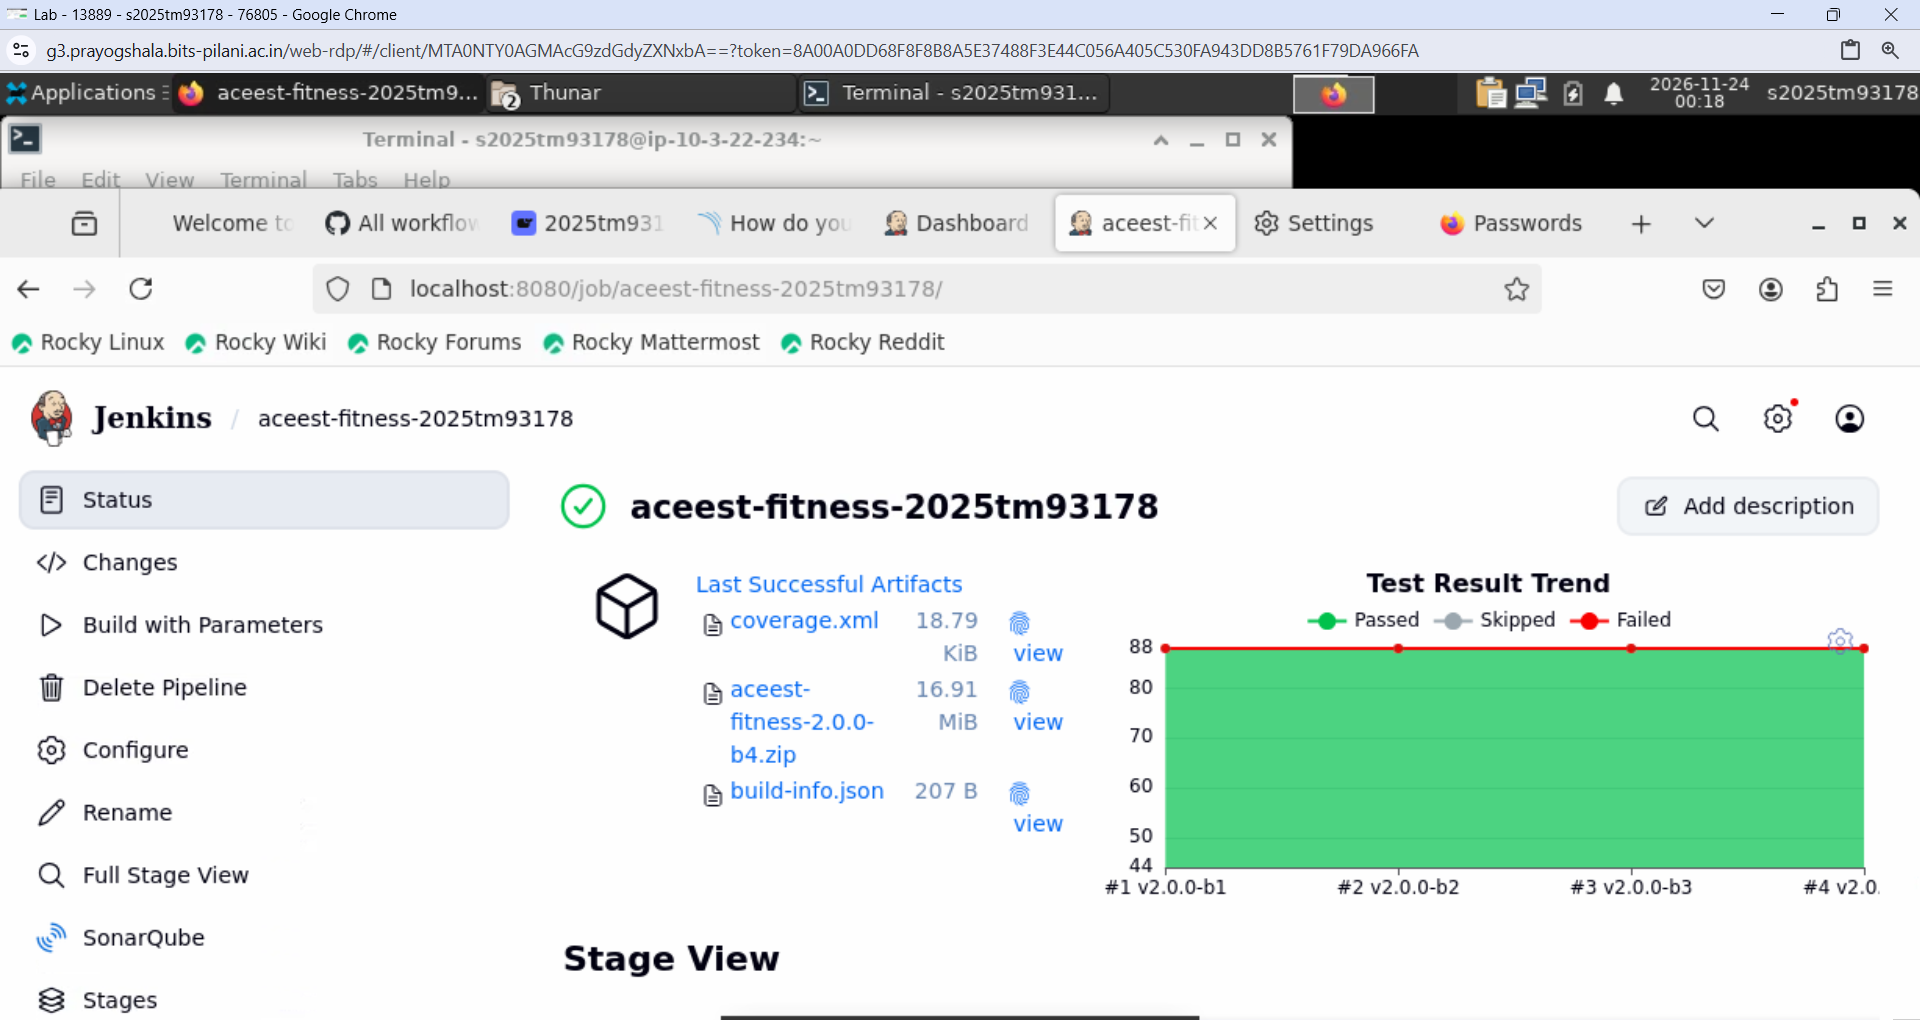 Lab - 13889 - s2025tm93178 - 76805 - Google Chrome
g3.prayogshala.bits-pilani.ac.in/web-rdp/#/client/MTA0NTY0AGMAcG9zdGdyZXNxbA==?token=8A00A0DD68F8F8B8A5E37488F3E44C056A405C530FA943DD8B5761F79DA966FA
Applications
aceest-fitness-2025tm9...
2
Thunar
Terminal - s2025tm931...
2026-11-24
00:18
s2025tm93178
Terminal - s2025tm93178@ip-10-3-22-234:~
File Edit View Terminal Tabs Help
Welcome to
All workflow
2025tm931
How do you
Dashboard
aceest-fit
Settings
Passwords
localhost:8080/job/aceest-fitness-2025tm93178/
Rocky Linux
Rocky Wiki
Rocky Forums
Rocky Mattermost
Rocky Reddit
Jenkins / aceest-fitness-2025tm93178
Status
Changes
Build with Parameters
Delete Pipeline
Configure
Rename
Full Stage View
SonarQube
Stages
aceest-fitness-2025tm93178
Add description
Last Successful Artifacts
coverage.xml 18.79 KiB view
aceest-fitness-2.0.0-b4.zip 16.91 MiB view
build-info.json 207 B view
Test Result Trend
Passed Skipped Failed
88
80
70
60
50
44
#1 v2.0.0-b1 #2 v2.0.0-b2 #3 v2.0.0-b3 #4 v2.0.
Stage View